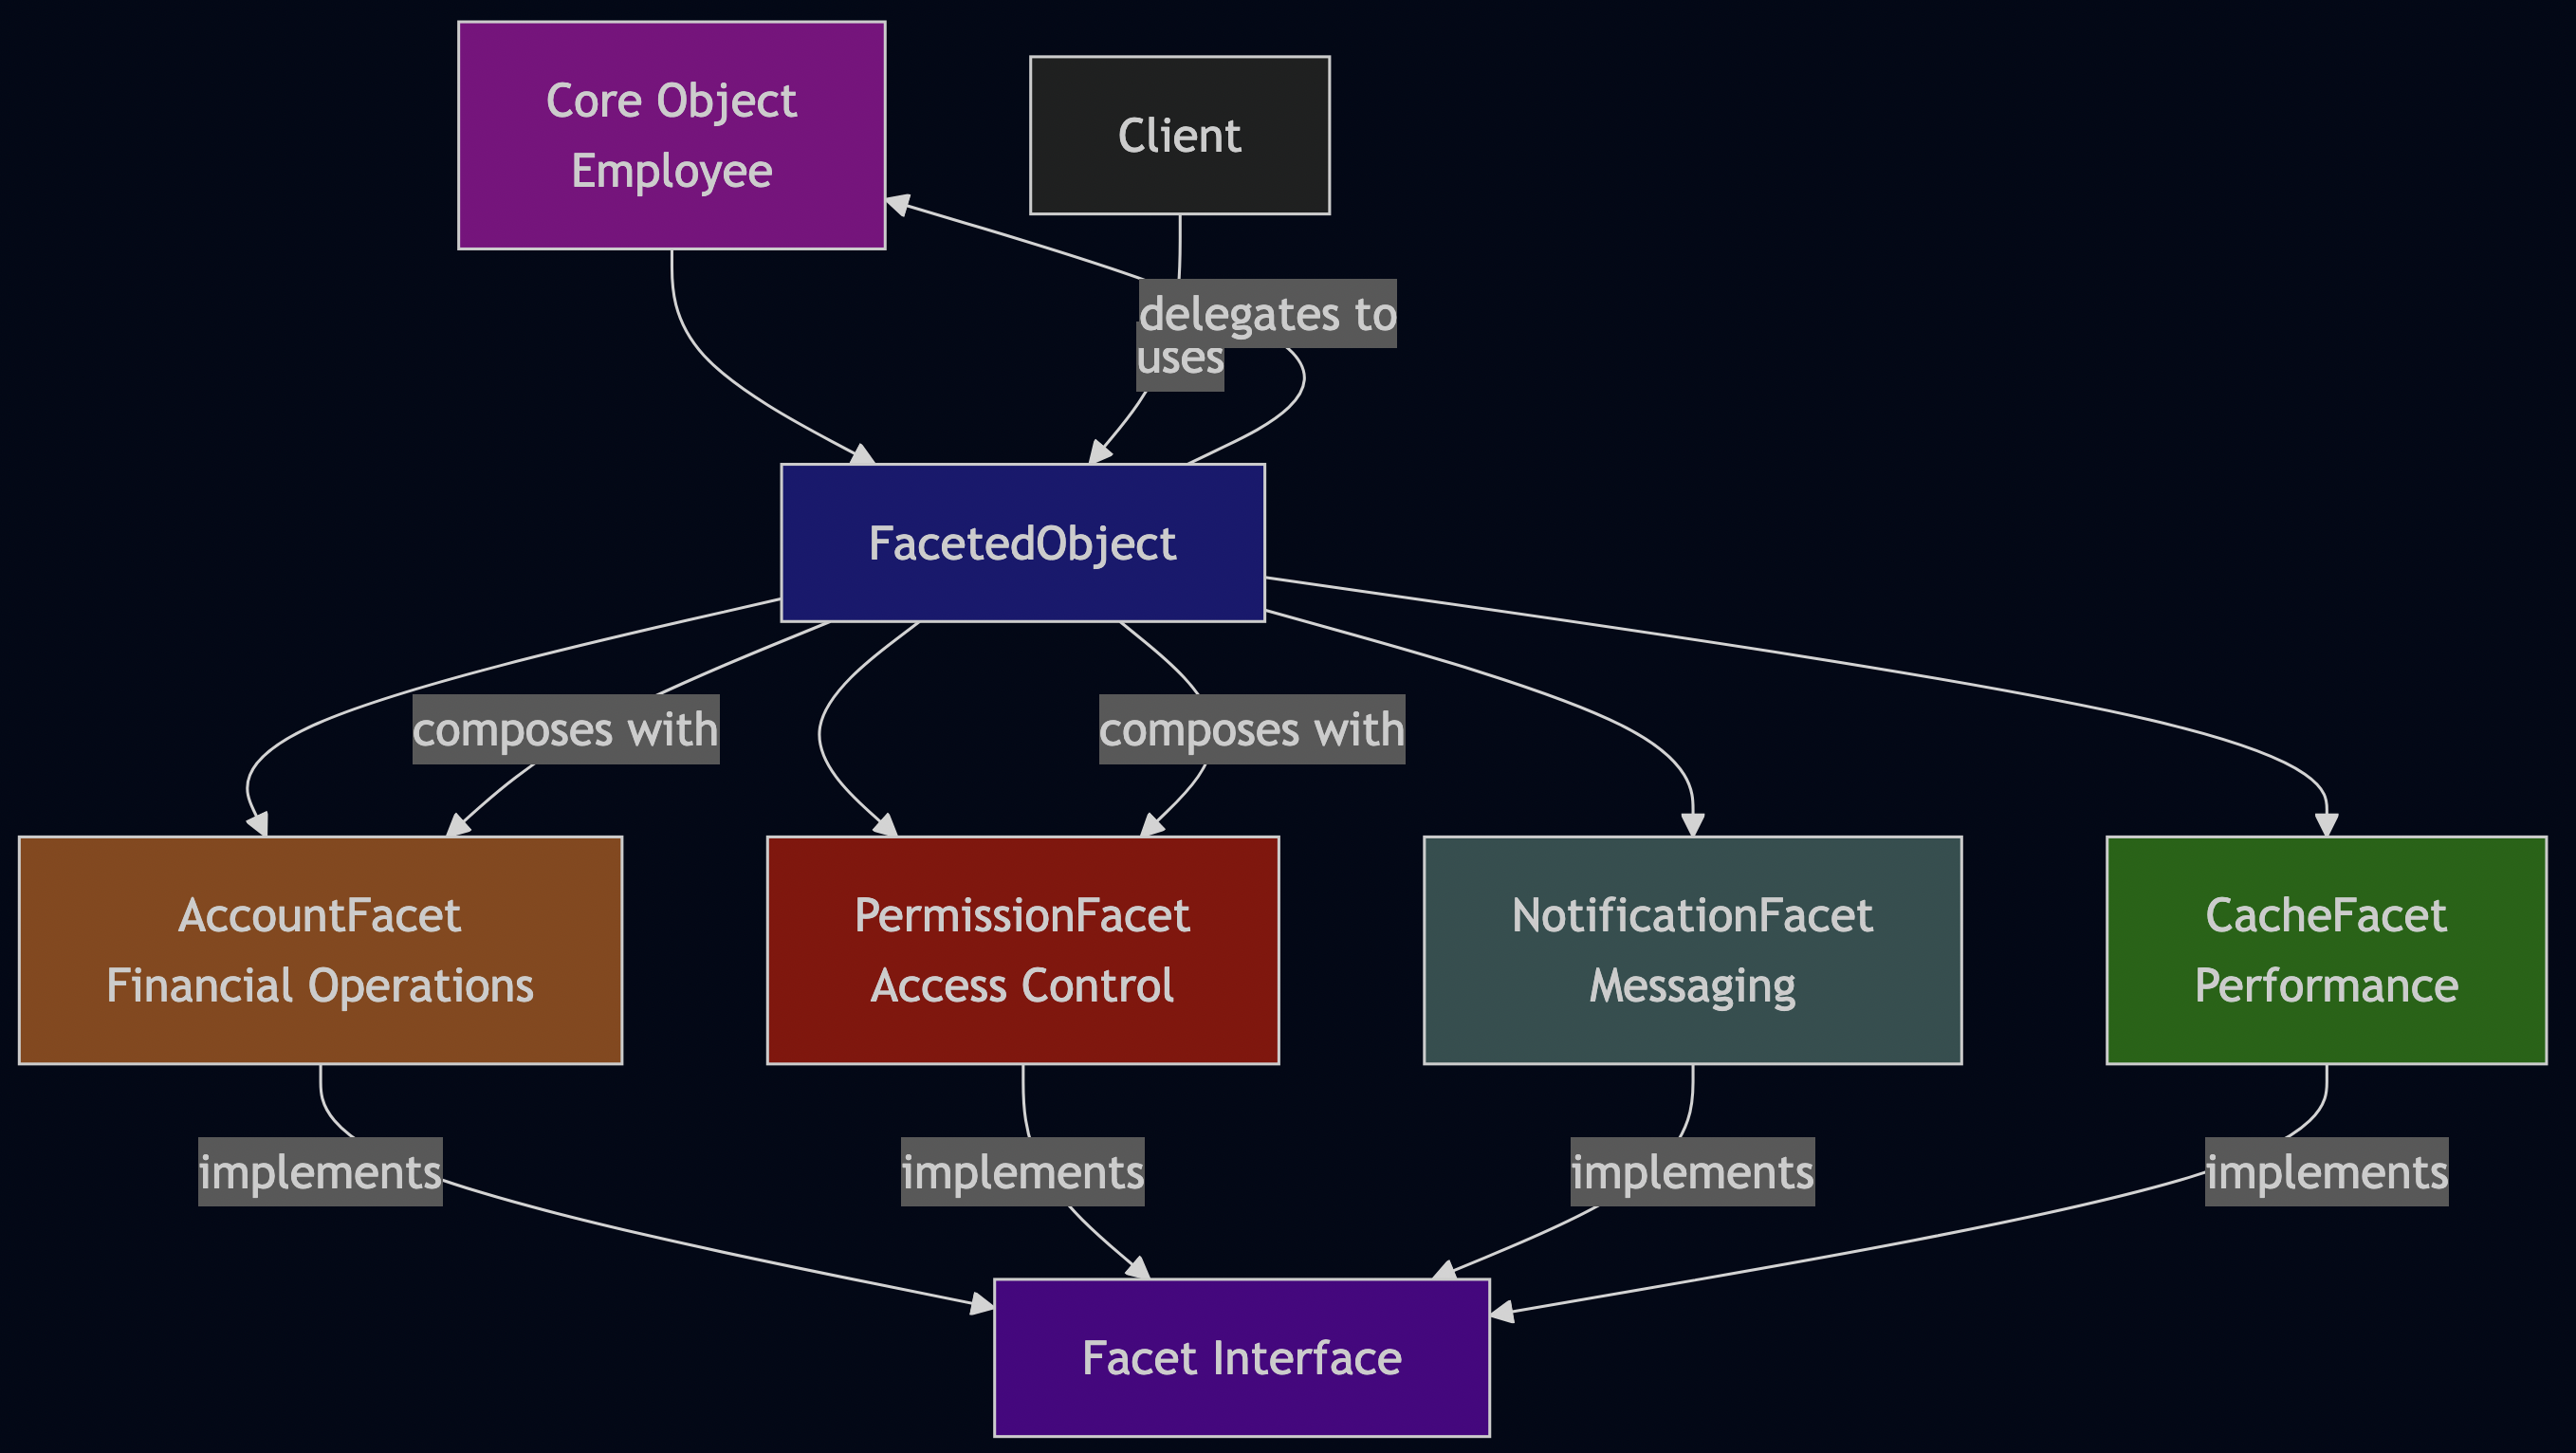 Core Object
Employee
Client
delegates to
uses
FacetedObject
composes with
composes with
AccountFacet
Financial Operations
PermissionFacet
Access Control
NotificationFacet
Messaging
CacheFacet
Performance
implements
implements
implements
implements
Facet Interface